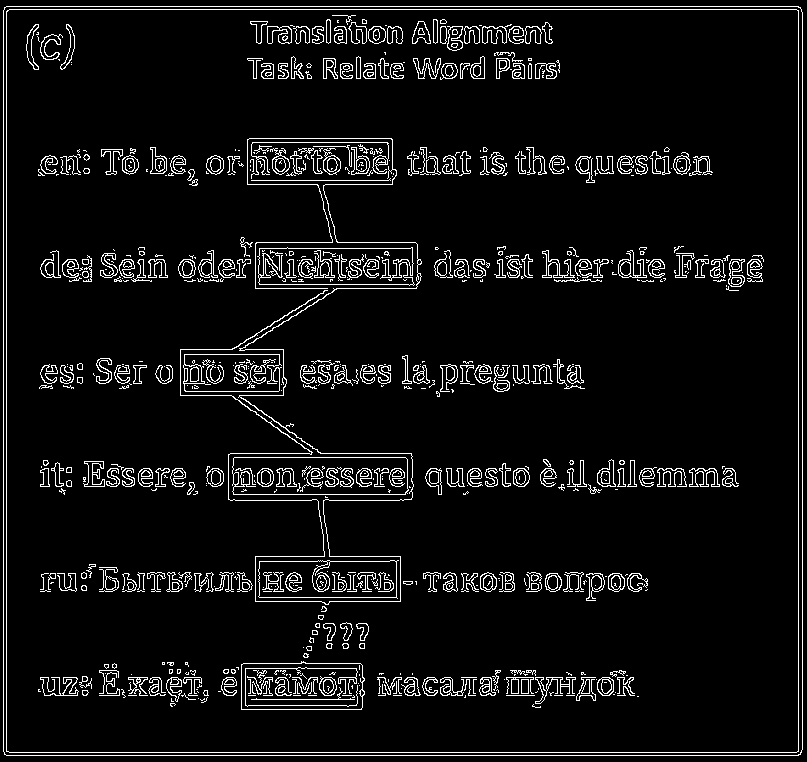 (c)
Translation Alignment
Task: Relate Word Pairs
en: To be, or not to be, that is the question
de: Sein oder Nichtsein; das ist hier die Frage
es: Ser o no ser, esa es la pregunta
it: Essere, o non essere, questo è il dilemma
ru: Быть иль не быть - таков вопрос
???
uz: Ё ҳаёт, ё мамот: масала шундоқ